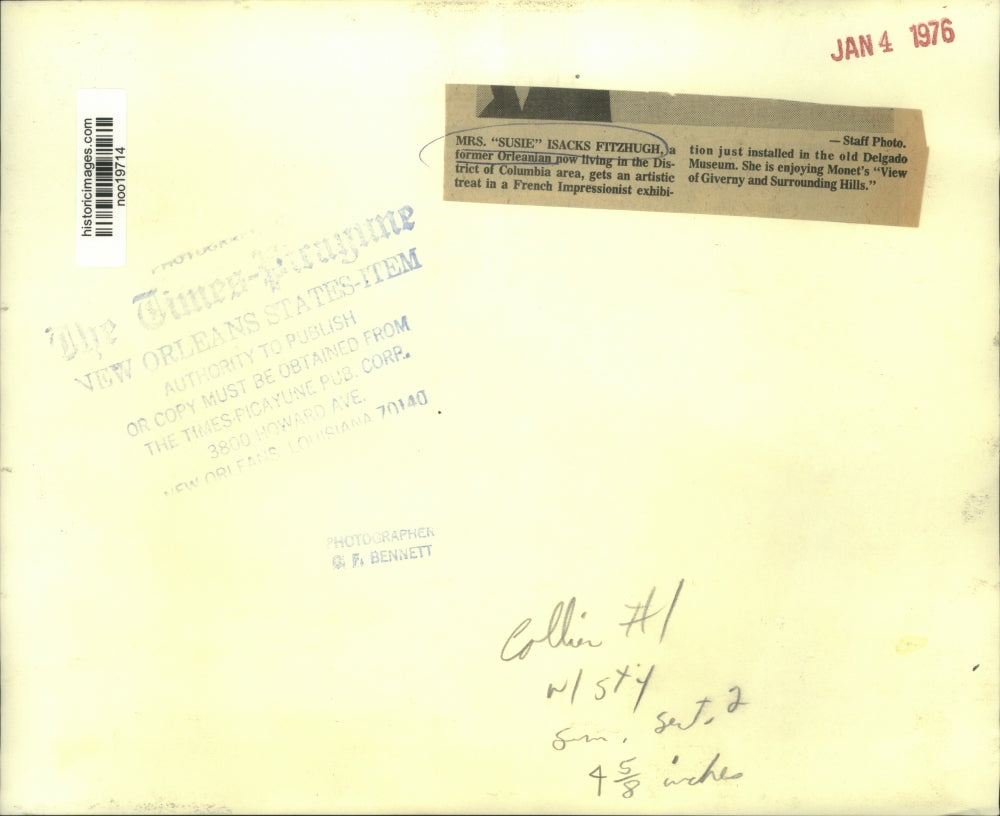 JAN 4 1976
historicimages.com
noo19714
— Staff Photo.
MRS. "SUSIE" ISACKS FITZHUGH, a
former Orleanian now living in the Dis-
trict of Columbia area, gets an artistic
treat in a French Impressionist exhibi-
tion just installed in the old Delgado
Museum. She is enjoying Monet's "View
of Giverny and Surrounding Hills."
The Times-Picayune
NEW ORLEANS STATES-ITEM
AUTHORITY TO PUBLISH
OR COPY MUST BE OBTAINED FROM
THE TIMES-PICAYUNE PUB. CORP.
3800 HOWARD AVE.
NEW ORLEANS, LOUISIANA 70140
PHOTOGRAPHER
G. F. BENNETT
Collier #1
w/ sty
Sun. Sect. 2
4 5/8 inches